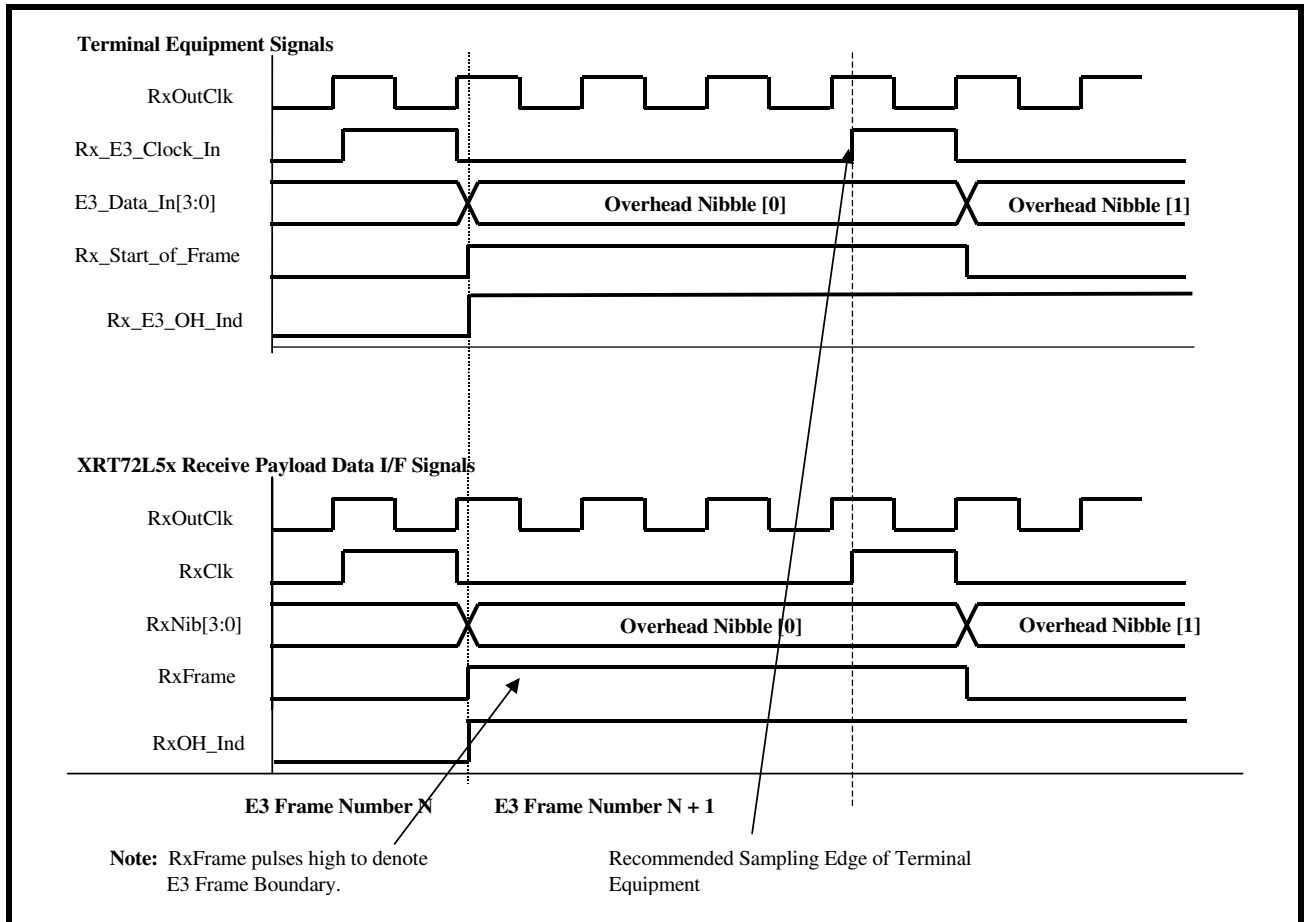 Terminal Equipment Signals
RxOutClk
Rx_E3_Clock_In
E3_Data_In[3:0]
Overhead Nibble [0]
Overhead Nibble [1]
Rx_Start_of_Frame
Rx_E3_OH_Ind
XRT72L5x Receive Payload Data I/F Signals
RxOutClk
RxClk
RxNib[3:0]
Overhead Nibble [0]
Overhead Nibble [1]
RxFrame
RxOH_Ind
E3 Frame Number N
E3 Frame Number N + 1
Note: RxFrame pulses high to denote
E3 Frame Boundary.
Recommended Sampling Edge of Terminal
Equipment